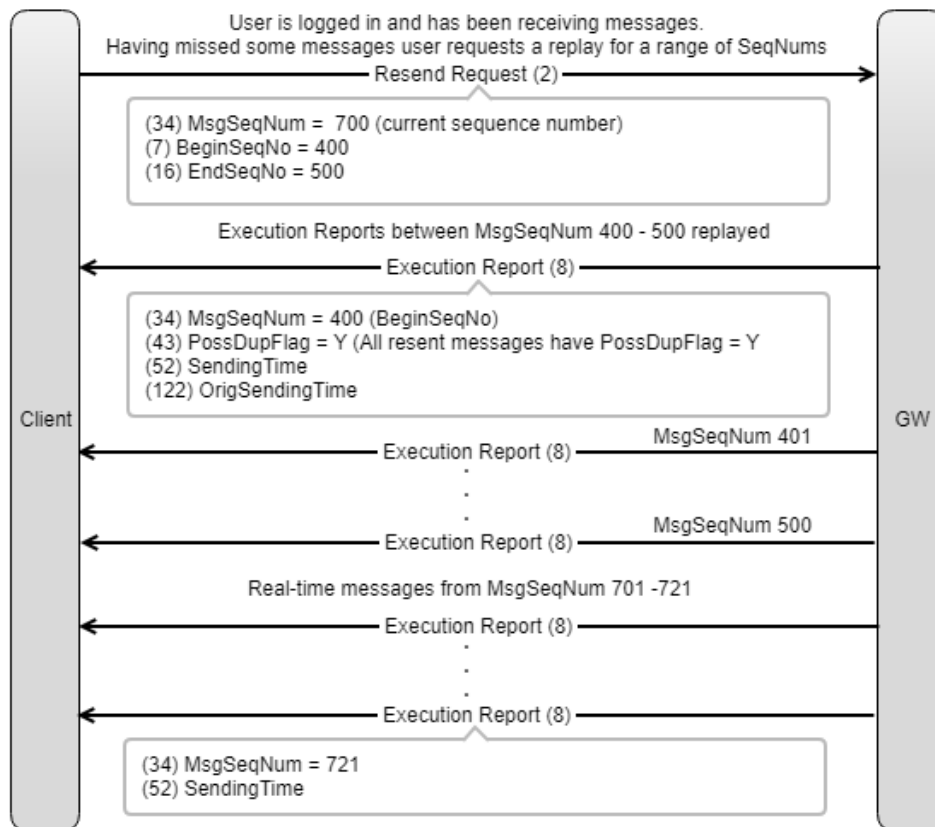 User is logged in and has been receiving messages.
Having missed some messages user requests a replay for a range of SeqNums
Resend Request (2)
(34) MsgSeqNum = 700 (current sequence number)
(7) BeginSeqNo = 400
(16) EndSeqNo = 500
Execution Reports between MsgSeqNum 400 - 500 replayed
Execution Report (8)
(34) MsgSeqNum = 400 (BeginSeqNo)
(43) PossDupFlag = Y (All resent messages have PossDupFlag = Y
(52) SendingTime
(122) OrigSendingTime
Client
GW
MsgSeqNum 401
Execution Report (8)
.
.
.
MsgSeqNum 500
Execution Report (8)
Real-time messages from MsgSeqNum 701 -721
Execution Report (8)
.
.
.
Execution Report (8)
(34) MsgSeqNum = 721
(52) SendingTime